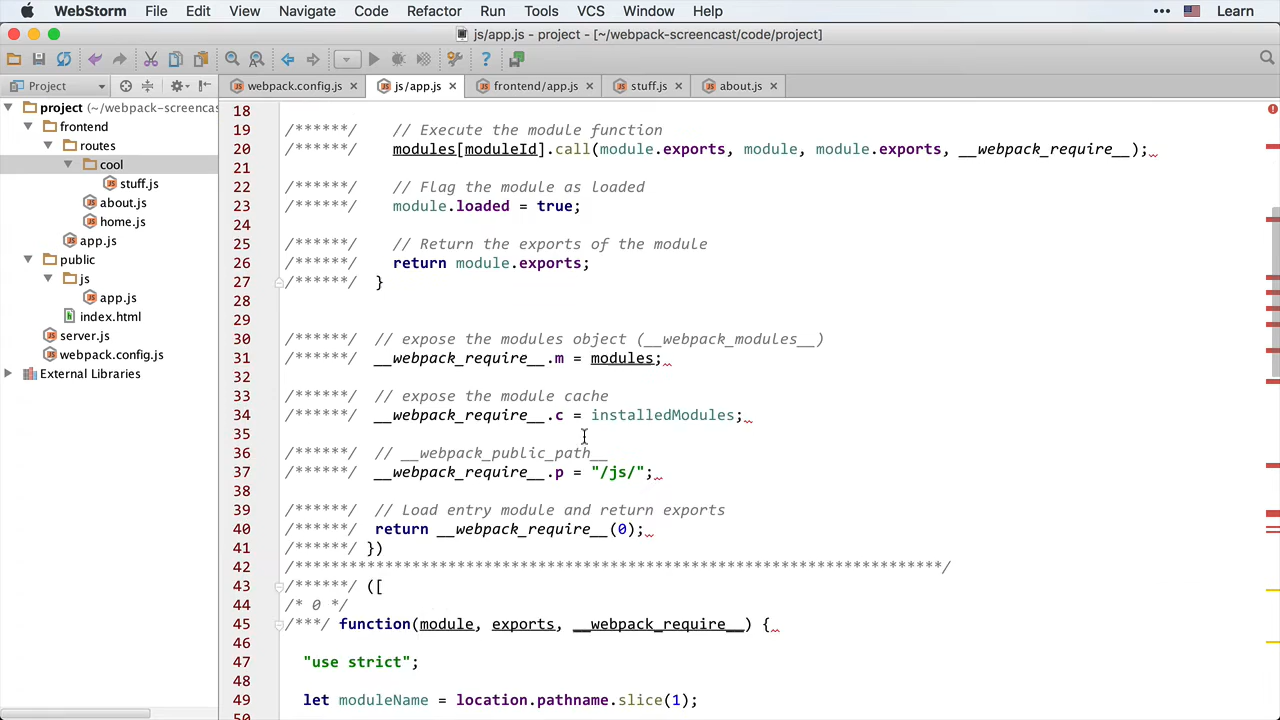 WebStorm File Edit View Navigate Code Refactor Run Tools VCS Window Help ••• Learn
js/app.js - project - [~/webpack-screencast/code/project]
Project webpack.config.js js/app.js frontend/app.js stuff.js about.js
project (~/webpack-screencas
frontend
routes
cool
stuff.js
about.js
home.js
app.js
public
js
app.js
index.html
server.js
webpack.config.js
External Libraries
18
19 /******/ // Execute the module function
20 /******/ modules[moduleId].call(module.exports, module, module.exports, __webpack_require__);
21
22 /******/ // Flag the module as loaded
23 /******/ module.loaded = true;
24
25 /******/ // Return the exports of the module
26 /******/ return module.exports;
27 /******/ }
28
29
30 /******/ // expose the modules object (__webpack_modules__)
31 /******/ __webpack_require__.m = modules;
32
33 /******/ // expose the module cache
34 /******/ __webpack_require__.c = installedModules;
35
36 /******/ // __webpack_public_path__
37 /******/ __webpack_require__.p = "/js/";
38
39 /******/ // Load entry module and return exports
40 /******/ return __webpack_require__(0);
41 /******/ })
42 /************************************************************************/
43 /******/ ([
44 /* 0 */
45 /***/ function(module, exports, __webpack_require__) {
46
47 "use strict";
48
49 let moduleName = location.pathname.slice(1);
50